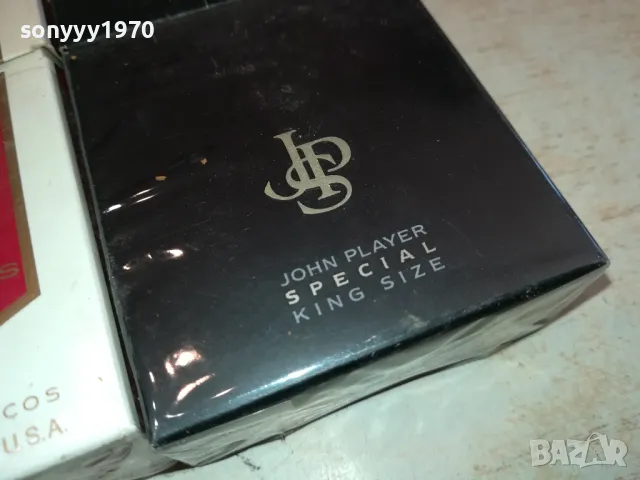 sonyyy1970
JPS
JOHN PLAYER
SPECIAL
KING SIZE
S
COS
U.S.A.
BAZAR